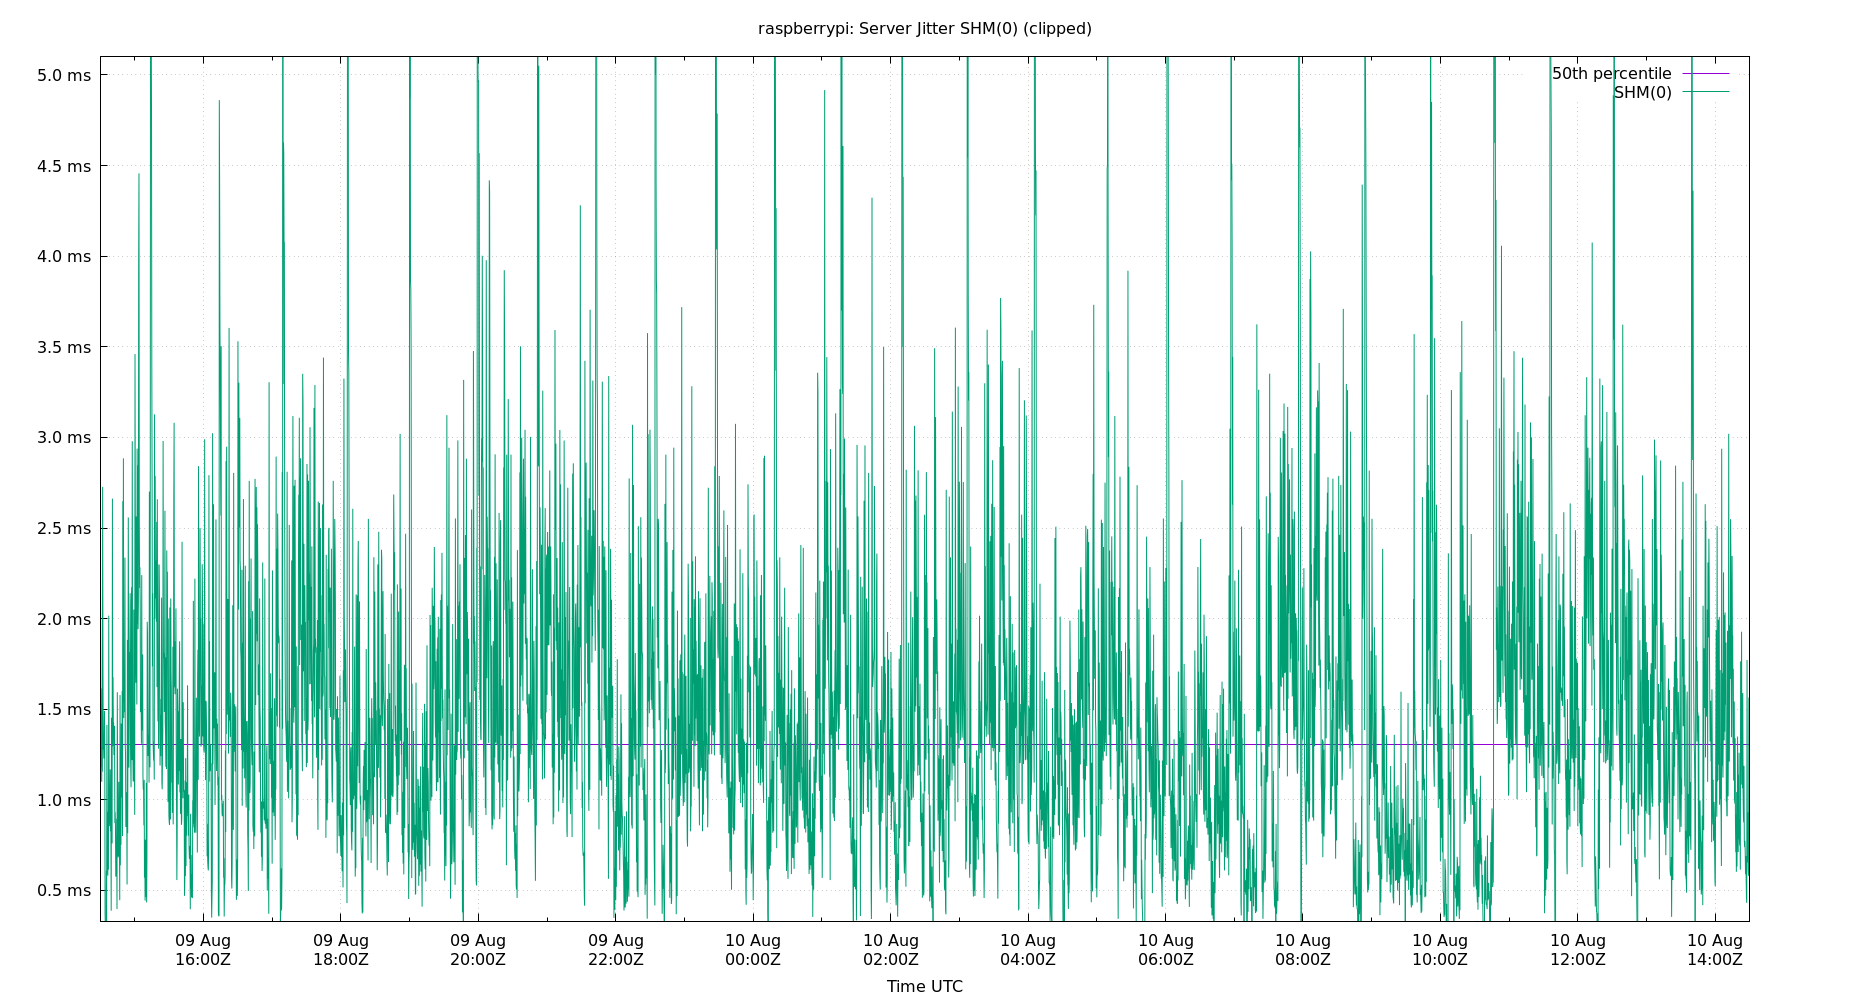 raspberrypi: Server Jitter SHM(0) (clipped)
50th percentile
SHM(0)
5.0 ms
4.5 ms
4.0 ms
3.5 ms
3.0 ms
2.5 ms
2.0 ms
1.5 ms
1.0 ms
0.5 ms
09 Aug 09 Aug 09 Aug 09 Aug 10 Aug 10 Aug 10 Aug 10 Aug 10 Aug 10 Aug 10 Aug 10 Aug
16:00Z 18:00Z 20:00Z 22:00Z 00:00Z 02:00Z 04:00Z 06:00Z 08:00Z 10:00Z 12:00Z 14:00Z
Time UTC